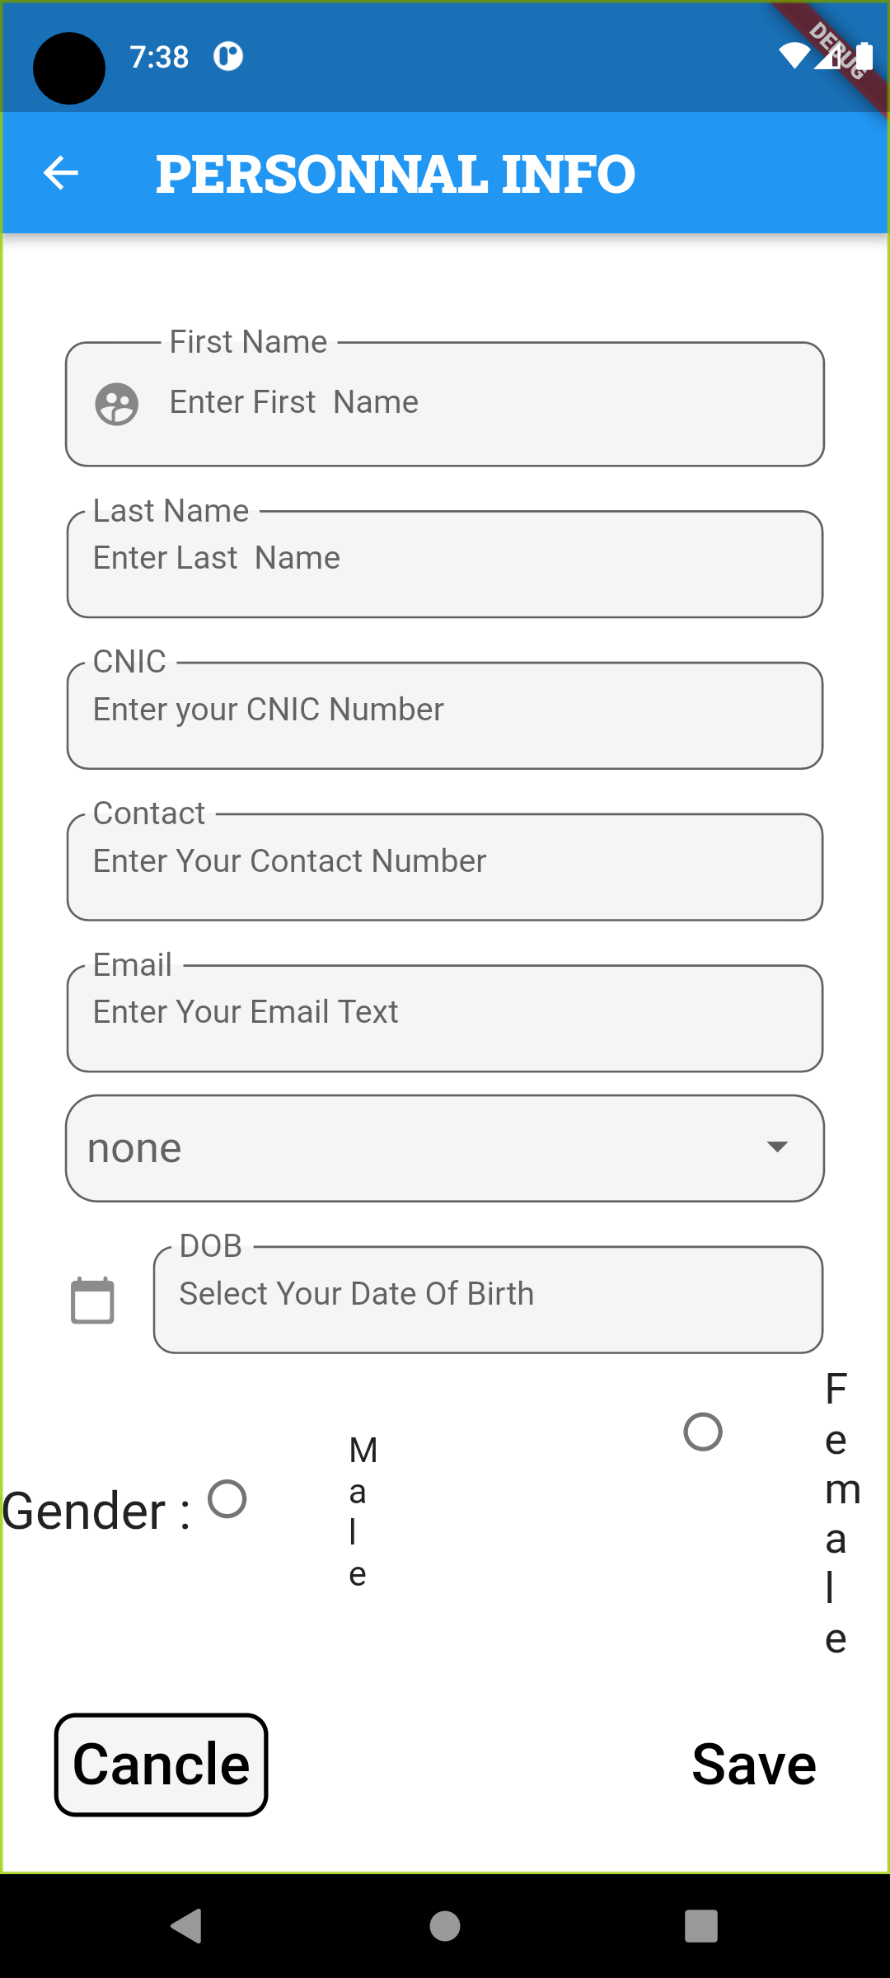 7:38
DEBUG
PERSONNAL INFO
First Name
Enter First  Name
Last Name
Enter Last  Name
CNIC
Enter your CNIC Number
Contact
Enter Your Contact Number
Email
Enter Your Email Text
none
DOB
Select Your Date Of Birth
Gender :
Male
Female
Cancle
Save